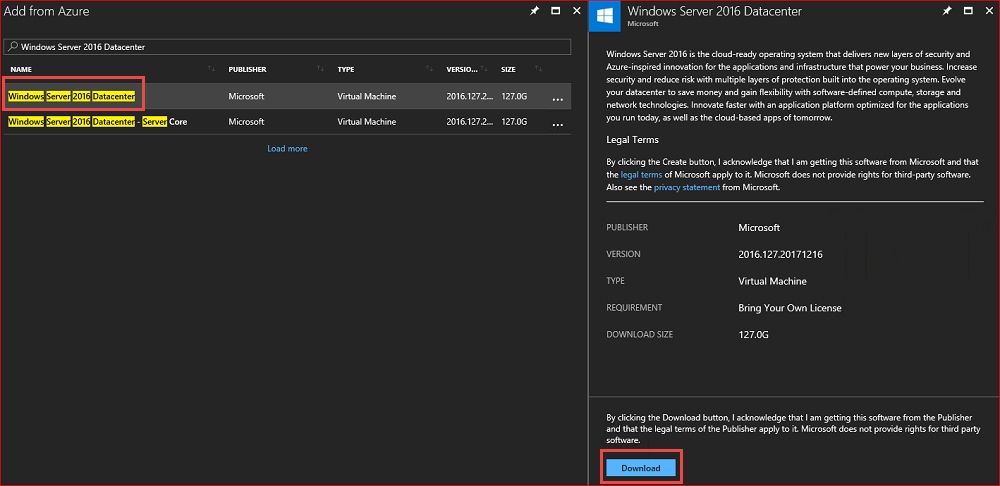 Add from Azure
Windows Server 2016 Datacenter
NAME PUBLISHER TYPE VERSIO... SIZE
Windows Server 2016 Datacenter Microsoft Virtual Machine 2016.127.2... 127.0G ...
Windows Server 2016 Datacenter - Server Core Microsoft Virtual Machine 2016.127.2... 127.0G ...
Load more
Windows Server 2016 Datacenter
Microsoft
Windows Server 2016 is the cloud-ready operating system that delivers new layers of security and
Azure-inspired innovation for the applications and infrastructure that power your business. Increase
security and reduce risk with multiple layers of protection built into the operating system. Evolve
your datacenter to save money and gain flexibility with software-defined compute, storage and
network technologies. Innovate faster with an application platform optimized for the applications
you run today, as well as the cloud-based apps of tomorrow.
Legal Terms
By clicking the Create button, I acknowledge that I am getting this software from Microsoft and that
the legal terms of Microsoft apply to it. Microsoft does not provide rights for third-party software.
Also see the privacy statement from Microsoft.
PUBLISHER Microsoft
VERSION 2016.127.20171216
TYPE Virtual Machine
REQUIREMENT Bring Your Own License
DOWNLOAD SIZE 127.0G
By clicking the Download button, I acknowledge that I am getting this software from the Publisher
and that the legal terms of the Publisher apply to it. Microsoft does not provide rights for third party
software.
Download